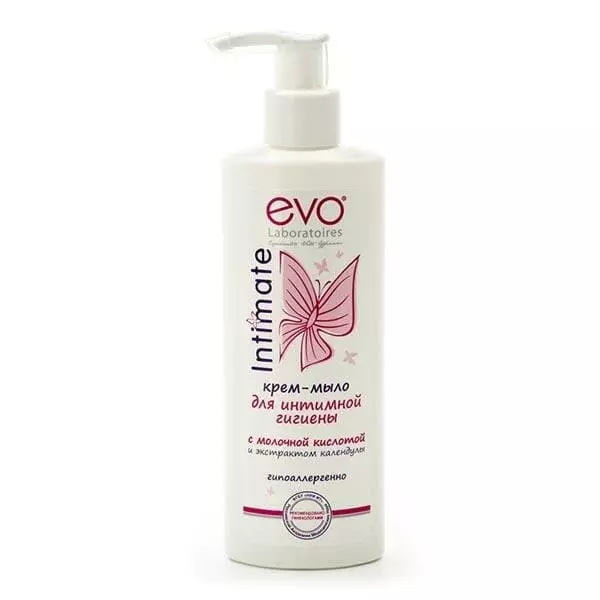 evo®
Laboratoires
Intimate
крем-мыло
для интимной
гигиены
с молочной кислотой
и экстрактом календулы
гипоаллергенно
РЕКОМЕНДОВАНО
ГИНЕКОЛОГАМИ